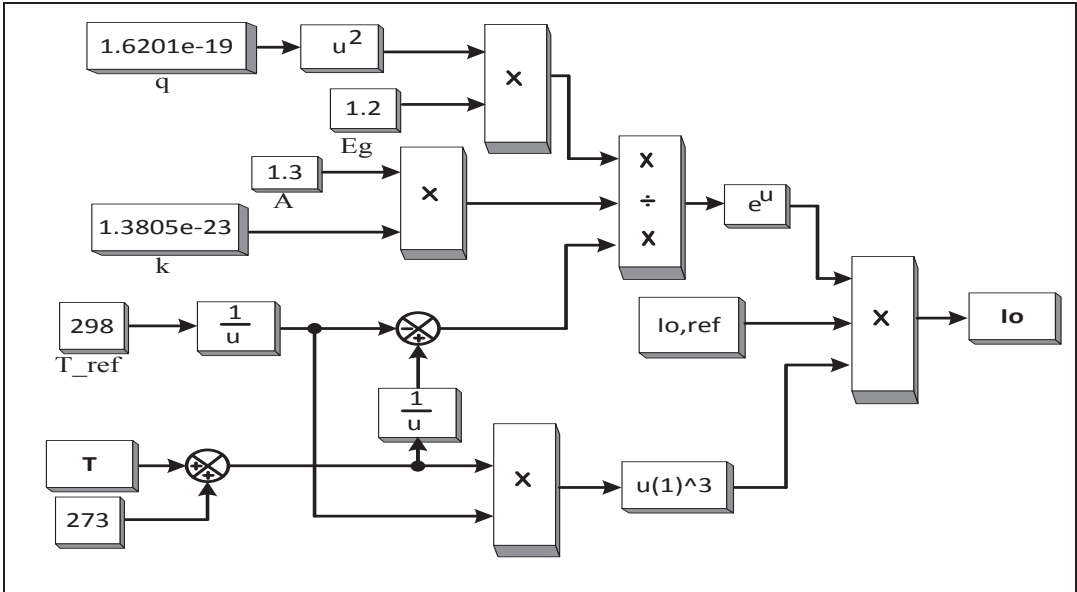 1.6201e-19
q
u²
1.2
Eg
×
1.3
A
1.3805e-23
k
×
X
÷
X
e^u
298
T_ref
1/u
-
+
1/u
Io,ref
X
Io
T
+
+
273
X
u(1)^3